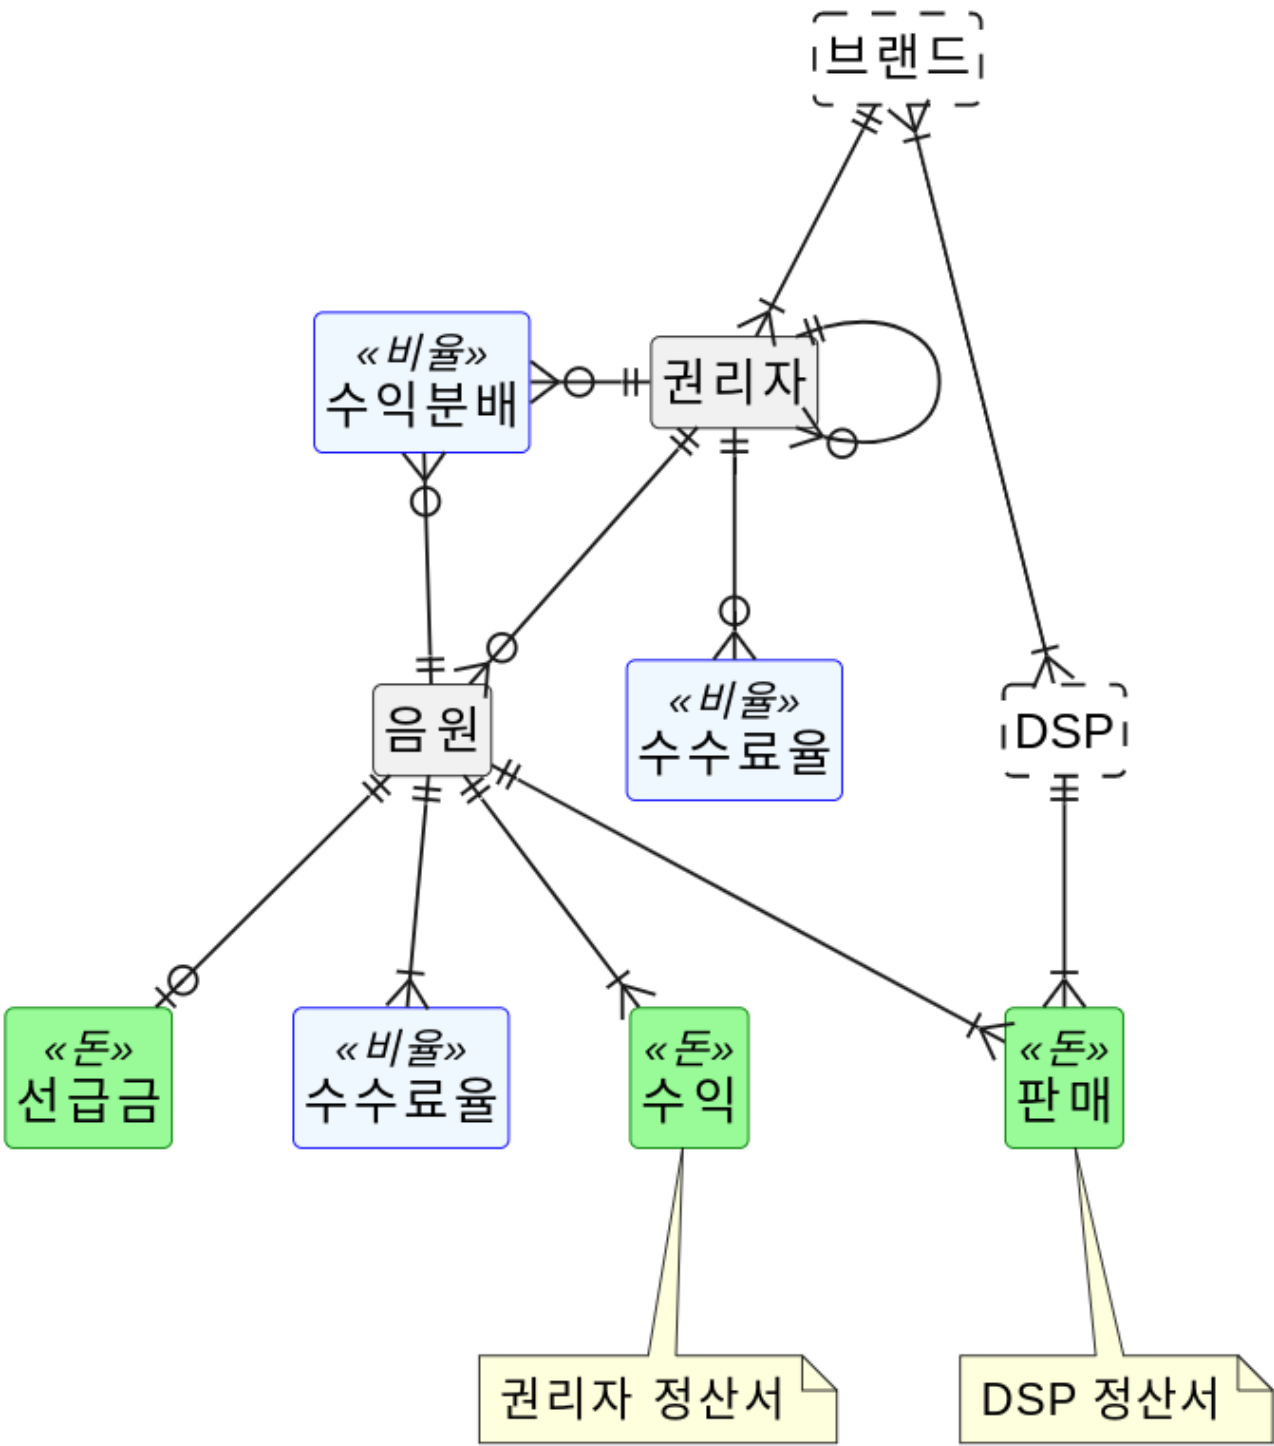 브랜드
«비율»
수익분배
권리자
음원
«비율»
수수료율
DSP
«돈»
선급금
«비율»
수수료율
«돈»
수익
«돈»
판매
권리자 정산서
DSP 정산서